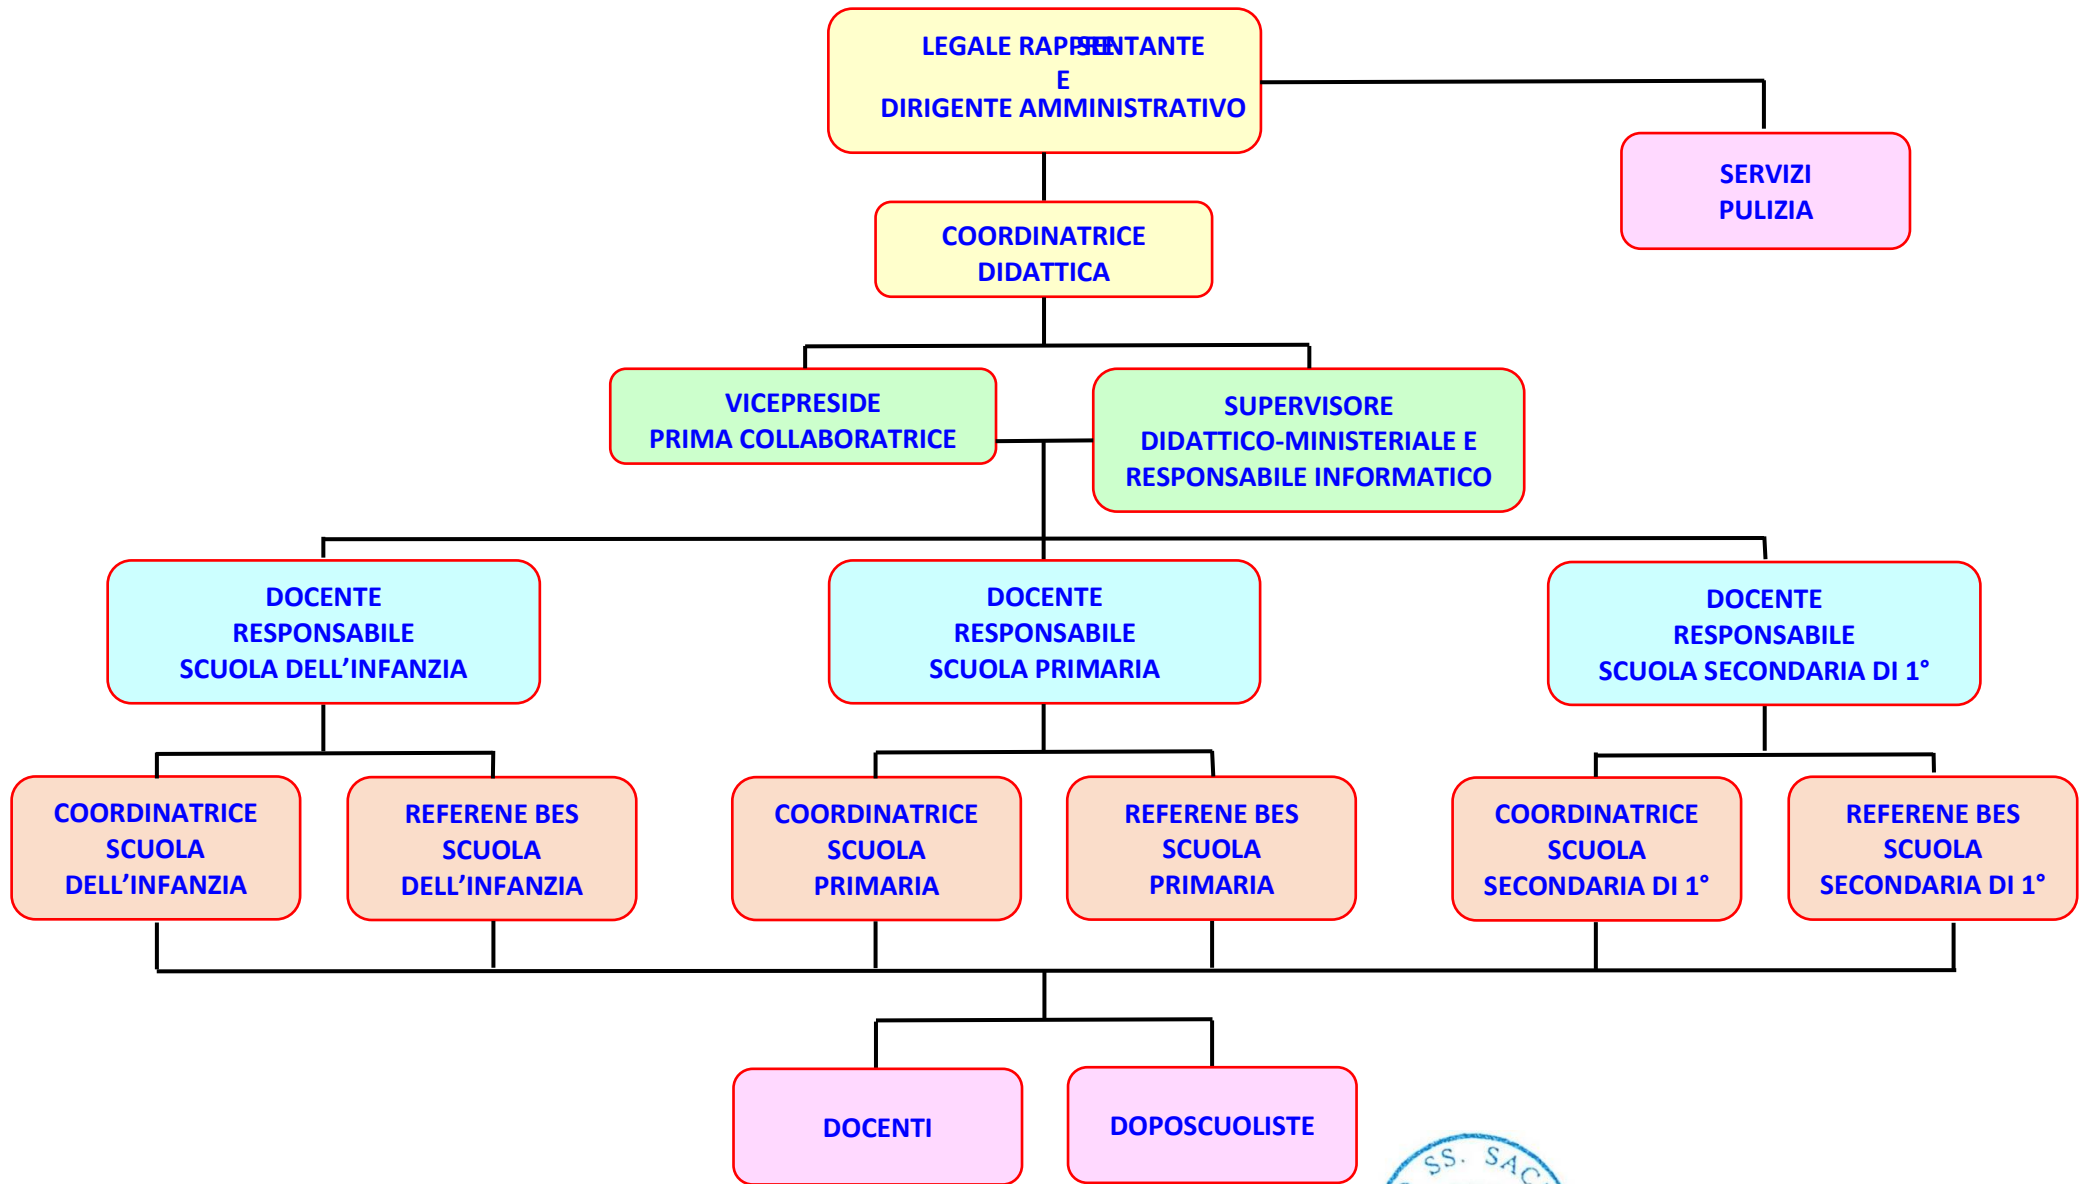 LEGALE RAPPRESENTANTE
E
DIRIGENTE AMMINISTRATIVO
SERVIZI
PULIZIA
COORDINATRICE
DIDATTICA
VICEPRESIDE
PRIMA COLLABORATRICE
SUPERVISORE
DIDATTICO-MINISTERIALE E
RESPONSABILE INFORMATICO
DOCENTE
RESPONSABILE
SCUOLA DELL’INFANZIA
DOCENTE
RESPONSABILE
SCUOLA PRIMARIA
DOCENTE
RESPONSABILE
SCUOLA SECONDARIA DI 1°
COORDINATRICE
SCUOLA
DELL’INFANZIA
REFERENE BES
SCUOLA
DELL’INFANZIA
COORDINATRICE
SCUOLA
PRIMARIA
REFERENE BES
SCUOLA
PRIMARIA
COORDINATRICE
SCUOLA
SECONDARIA DI 1°
REFERENE BES
SCUOLA
SECONDARIA DI 1°
DOCENTI
DOPOSCUOLISTE
SS.